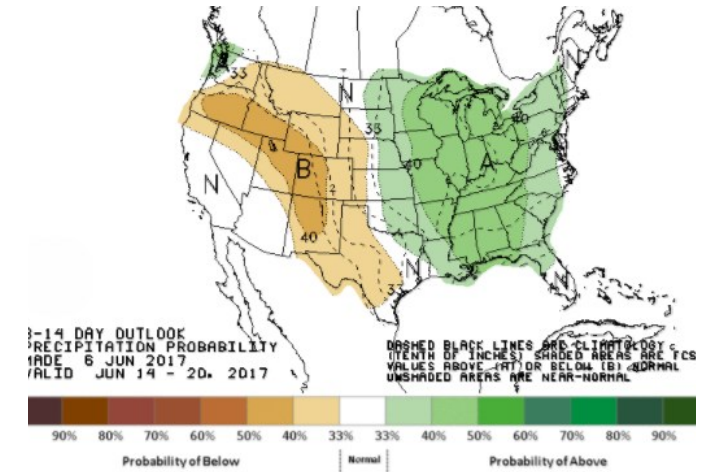 N
33
N
33
40
N
B
40
A
2
40
N
N
3-14 DAY OUTLOOK
PRECIPITATION PROBABILITY
MADE 6 JUN 2017
VALID JUN 14 - 20, 2017
DASHED BLACK LINES ARE CLIMATOLOGY
(TENTH OF INCHES) SHADED AREAS ARE FCS
VALUES ABOVE (A) OR BELOW (B) NORMAL
UNSHADED AREAS ARE NEAR-NORMAL
90% 80% 70% 60% 50% 40% 33% 33% 40% 50% 60% 70% 80% 90%
Probability of Below Normal Probability of Above